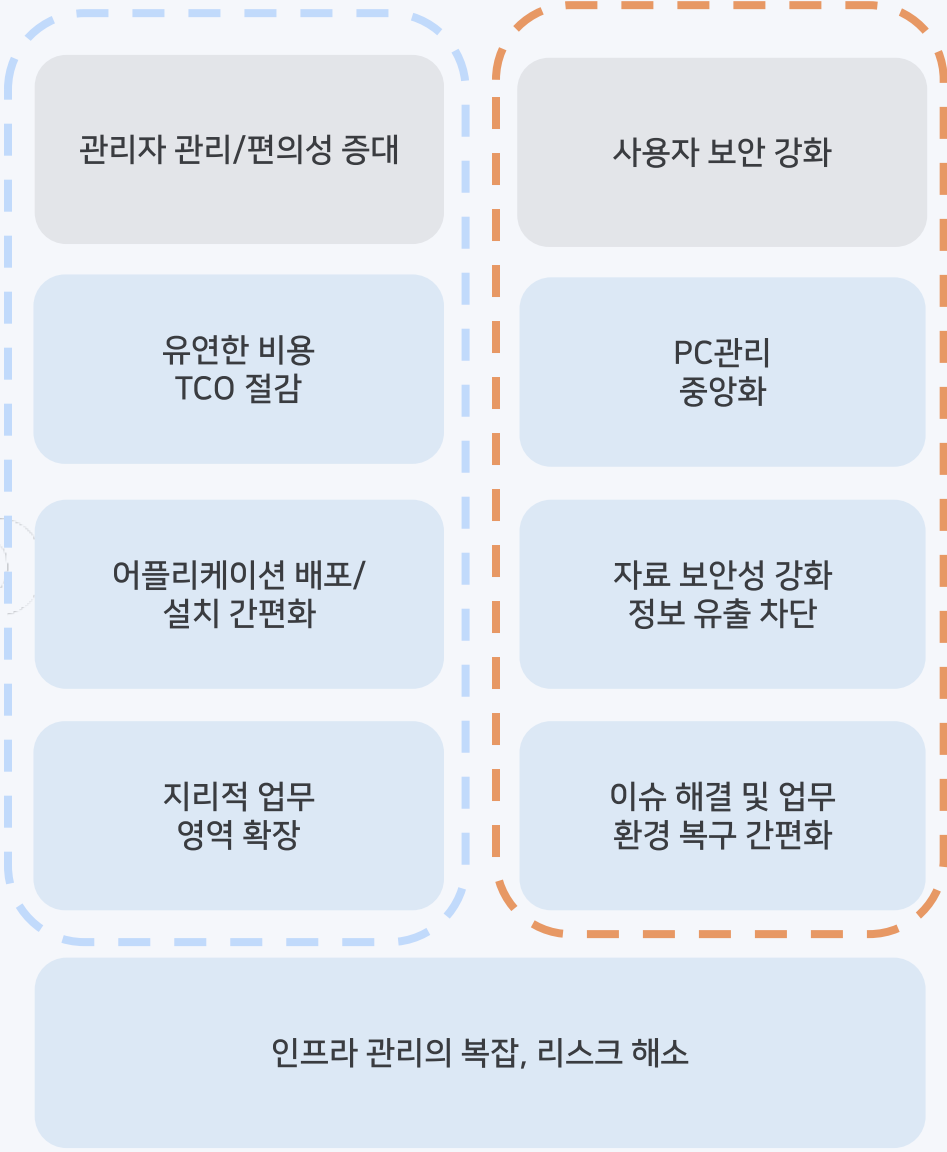 관리자 관리/편의성 증대
유연한 비용
TCO 절감
어플리케이션 배포/
설치 간편화
지리적 업무
영역 확장
사용자 보안 강화
PC관리
중앙화
자료 보안성 강화
정보 유출 차단
이슈 해결 및 업무
환경 복구 간편화
인프라 관리의 복잡, 리스크 해소